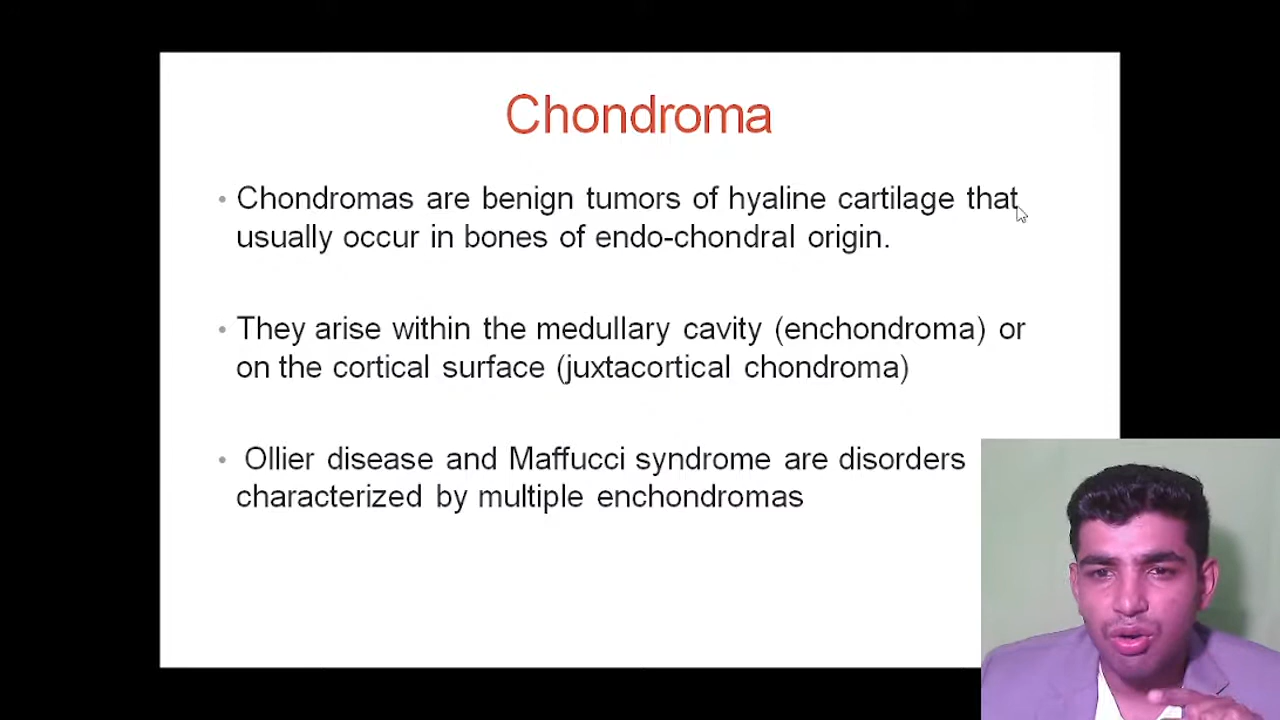 Chondroma
• Chondromas are benign tumors of hyaline cartilage that
usually occur in bones of endo-chondral origin.
• They arise within the medullary cavity (enchondroma) or
on the cortical surface (juxtacortical chondroma)
• Ollier disease and Maffucci syndrome are disorders
characterized by multiple enchondromas